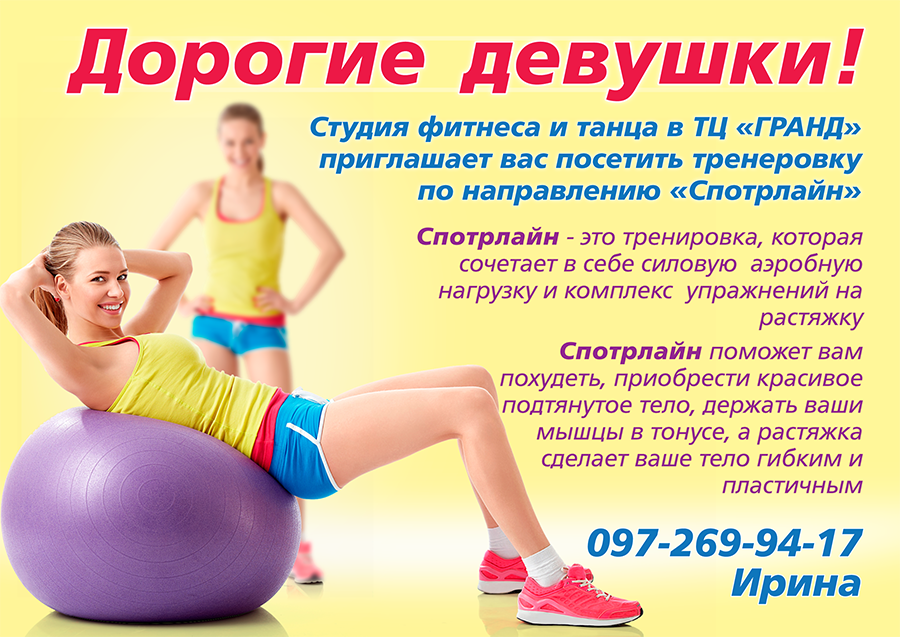 Дорогие девушки!
Студия фитнеса и танца в ТЦ «ГРАНД»
приглашает вас посетить тренеровку
по направлению «Спотрлайн»
Спотрлайн - это тренировка, которая
сочетает в себе силовую аэробную
нагрузку и комплекс упражнений на
растяжку
Спотрлайн поможет вам
похудеть, приобрести красивое
подтянутое тело, держать ваши
мышцы в тонусе, а растяжка
сделает ваше тело гибким и
пластичным
097-269-94-17
Ирина